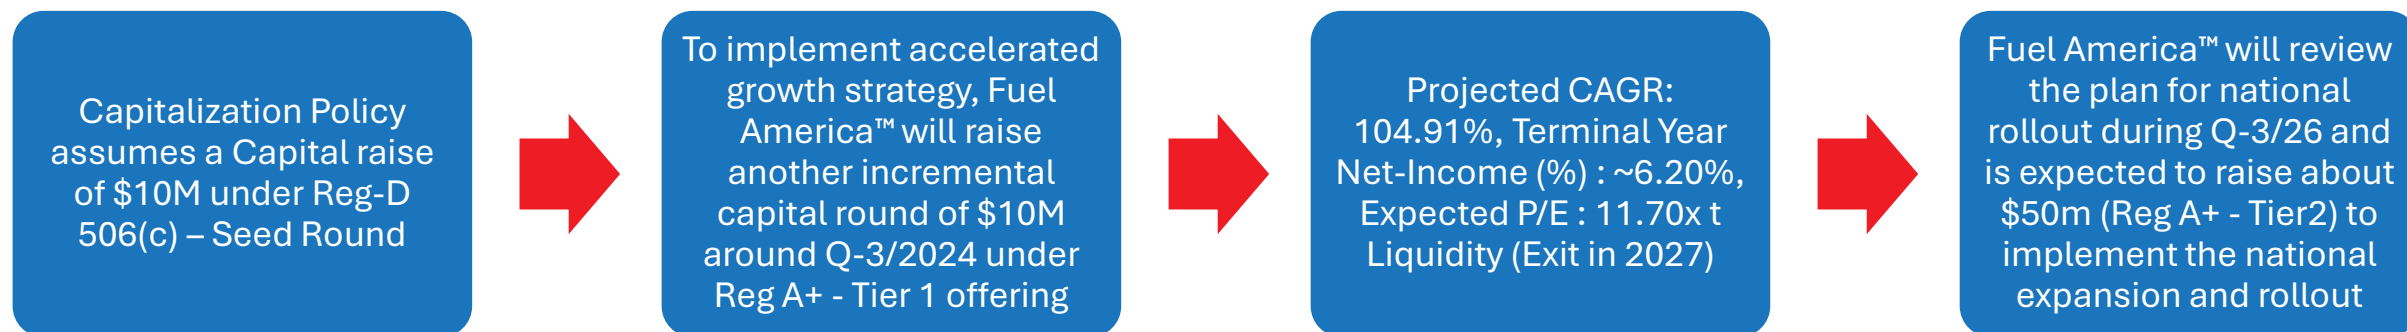 Capitalization Policy
assumes a Capital raise
of $10M under Reg-D
506(c) – Seed Round
To implement accelerated
growth strategy, Fuel
America™ will raise
another incremental
capital round of $10M
around Q-3/2024 under
Reg A+ - Tier 1 offering
Projected CAGR:
104.91%, Terminal Year
Net-Income (%) : ~6.20%,
Expected P/E : 11.70x t
Liquidity (Exit in 2027)
Fuel America™ will review
the plan for national
rollout during Q-3/26 and
is expected to raise about
$50m (Reg A+ - Tier2) to
implement the national
expansion and rollout